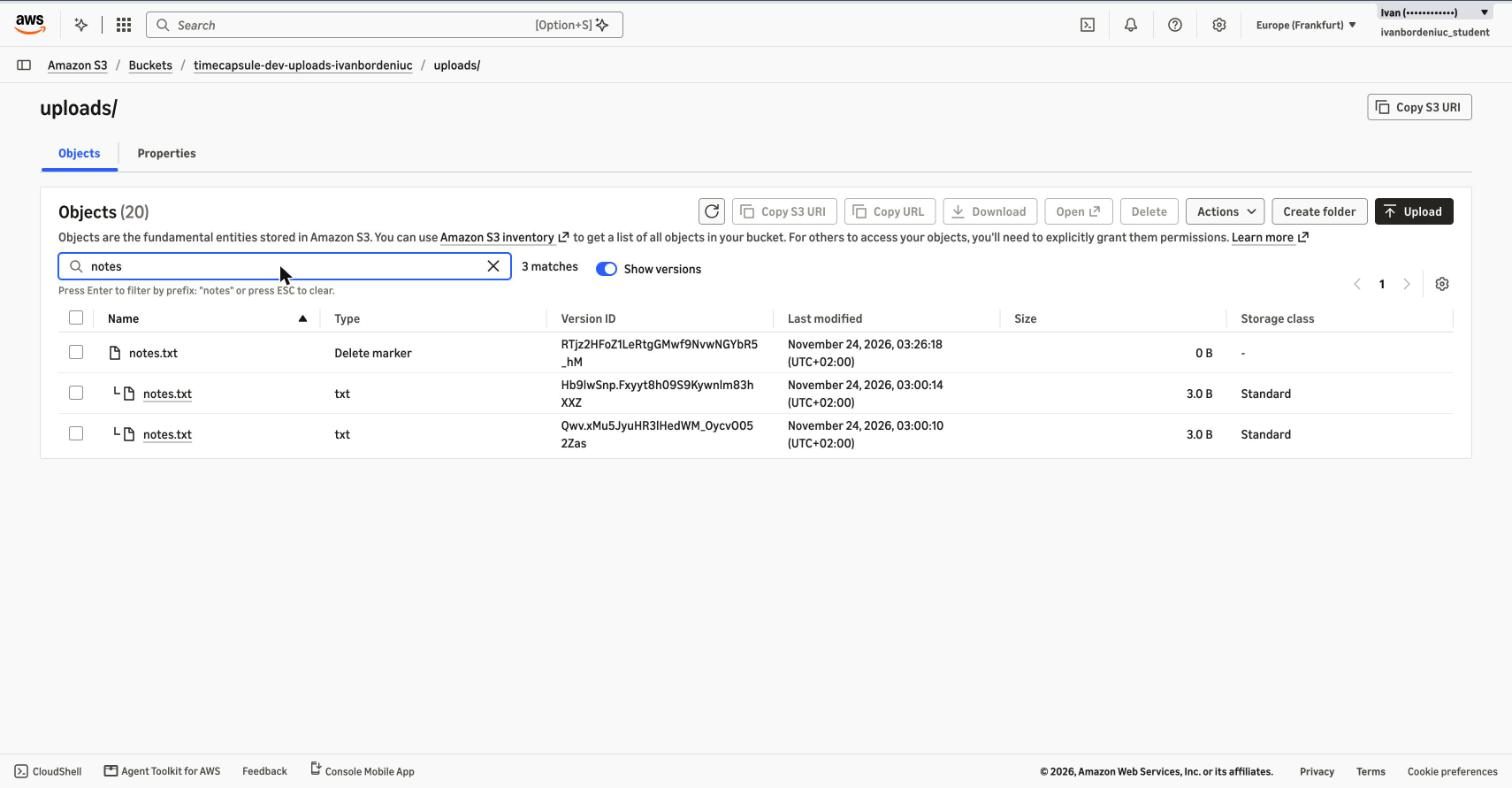 aws
Search [Option+S]
Europe (Frankfurt)
Ivan (············)
ivanbordeniuc_student
Amazon S3 / Buckets / timecapsule-dev-uploads-ivanbordeniuc / uploads/
uploads/
Copy S3 URI
Objects Properties
Objects (20)
Copy S3 URI Copy URL Download Open Delete Actions Create folder Upload
Objects are the fundamental entities stored in Amazon S3. You can use Amazon S3 inventory to get a list of all objects in your bucket. For others to access your objects, you'll need to explicitly grant them permissions. Learn more
notes 3 matches Show versions
Press Enter to filter by prefix: "notes" or press ESC to clear.
1
Name Type Version ID Last modified Size Storage class
notes.txt Delete marker RTjz2HFoZ1LeRtgGMwf9NvwNGYbR5 November 24, 2026, 03:26:18 0 B -
_hM (UTC+02:00)
notes.txt txt Hb9lwSnp.Fxyyt8h09S9Kywnlm83h November 24, 2026, 03:00:14 3.0 B Standard
XXZ (UTC+02:00)
notes.txt txt Qwv.xMu5JyuHR3lHedWM_OycvO05 November 24, 2026, 03:00:10 3.0 B Standard
2Zas (UTC+02:00)
CloudShell Agent Toolkit for AWS Feedback Console Mobile App © 2026, Amazon Web Services, Inc. or its affiliates. Privacy Terms Cookie preferences